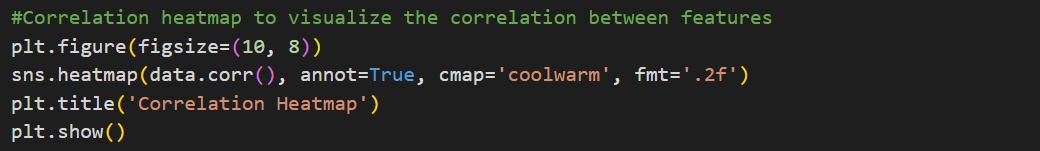 #Correlation heatmap to visualize the correlation between features
plt.figure(figsize=(10, 8))
sns.heatmap(data.corr(), annot=True, cmap='coolwarm', fmt='.2f')
plt.title('Correlation Heatmap')
plt.show()